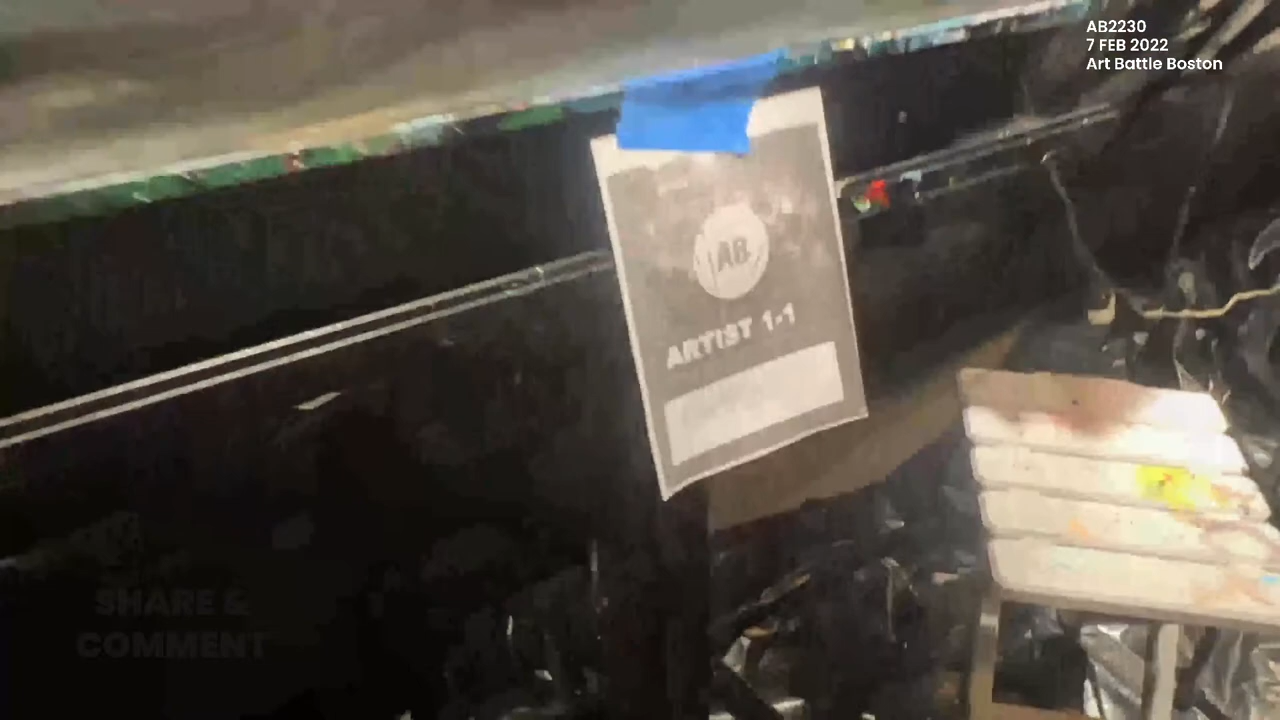 AB2230
7 FEB 2022
Art Battle Boston
AB
ARTIST 1-1
SHARE &
COMMENT